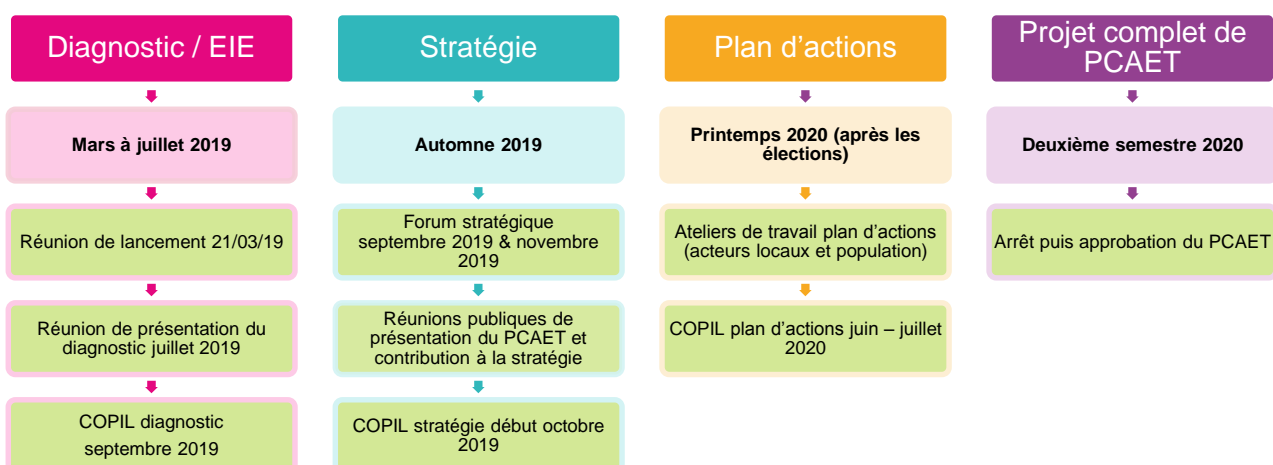 Diagnostic / EIE
Mars à juillet 2019
Réunion de lancement 21/03/19
Réunion de présentation du
diagnostic juillet 2019
COPIL diagnostic
septembre 2019
Stratégie
Automne 2019
Forum stratégique
septembre 2019 & novembre
2019
Réunions publiques de
présentation du PCAET et
contribution à la stratégie
COPIL stratégie début octobre
2019
Plan d'actions
Printemps 2020 (après les
élections)
Ateliers de travail plan d'actions
(acteurs locaux et population)
COPIL plan d'actions juin – juillet
2020
Projet complet de
PCAET
Deuxième semestre 2020
Arrêt puis approbation du PCAET